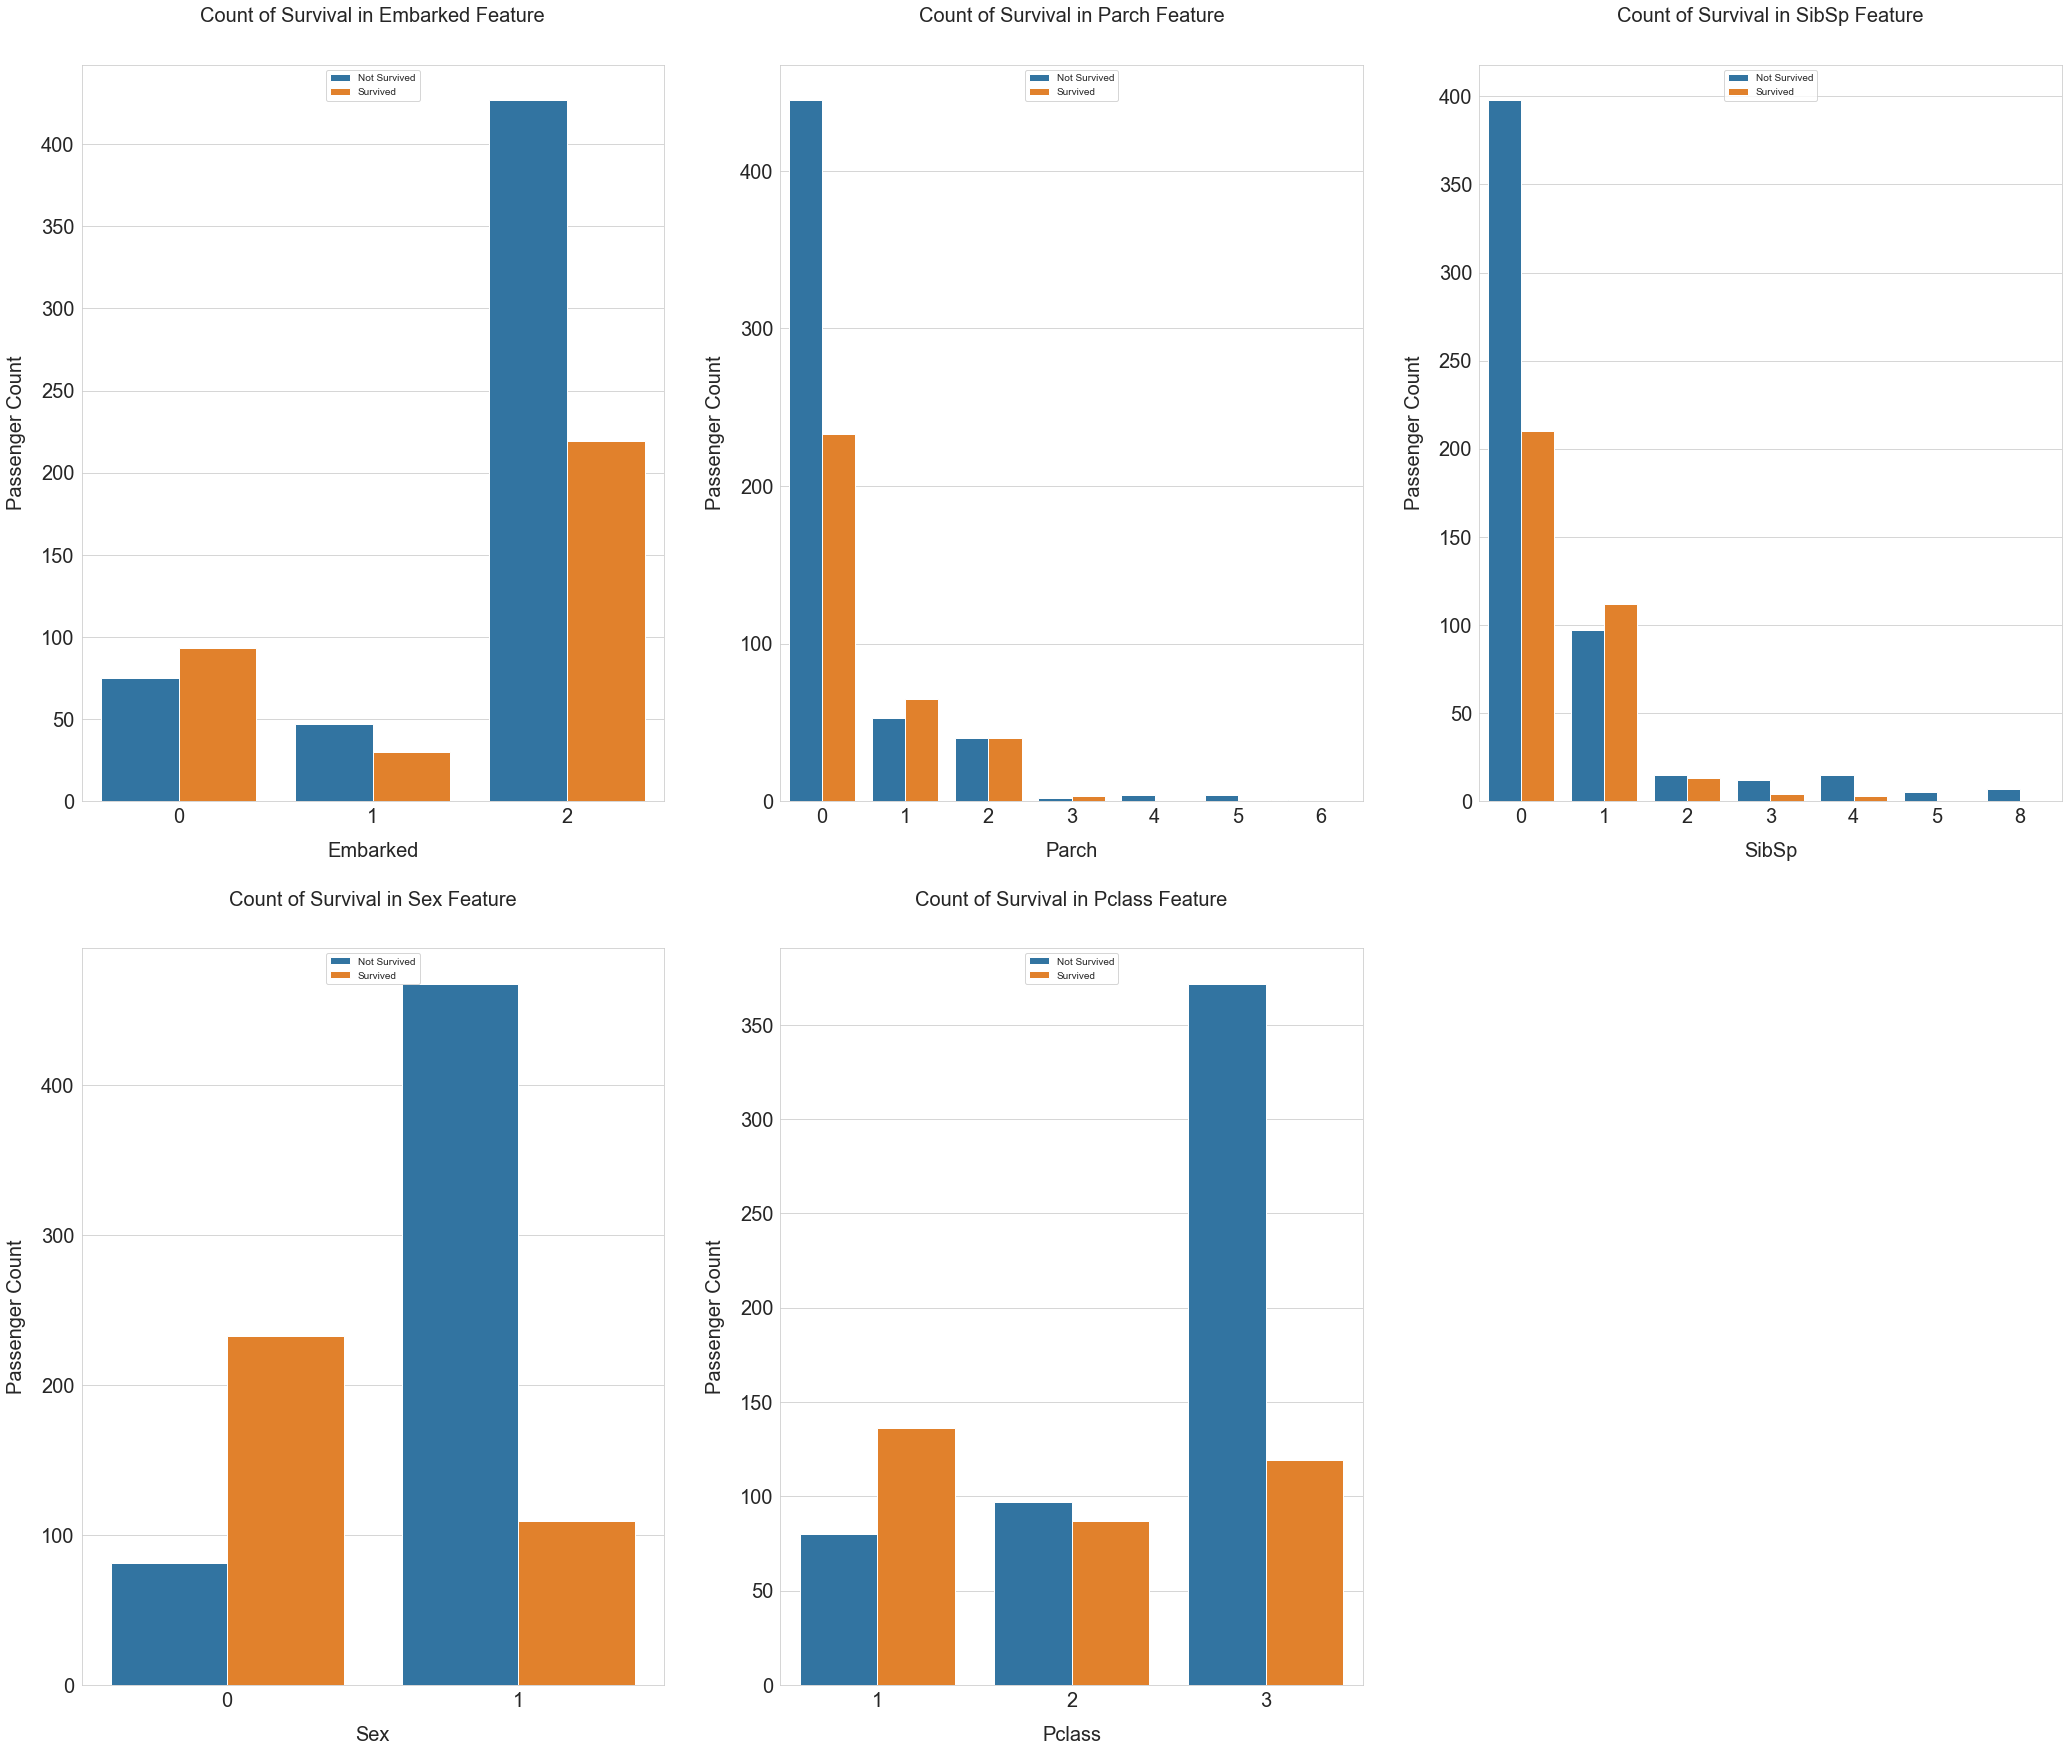 Count of Survival in Embarked Feature
Not Survived
Survived
400
350
300
250
200
150
100
50
0
Passenger Count
0 1 2
Embarked
Count of Survival in Parch Feature
Not Survived
Survived
400
300
200
100
0
Passenger Count
0 1 2 3 4 5 6
Parch
Count of Survival in SibSp Feature
Not Survived
Survived
400
350
300
250
200
150
100
50
0
Passenger Count
0 1 2 3 4 5 8
SibSp
Count of Survival in Sex Feature
Not Survived
Survived
400
300
200
100
0
Passenger Count
0 1
Sex
Count of Survival in Pclass Feature
Not Survived
Survived
350
300
250
200
150
100
50
0
Passenger Count
1 2 3
Pclass